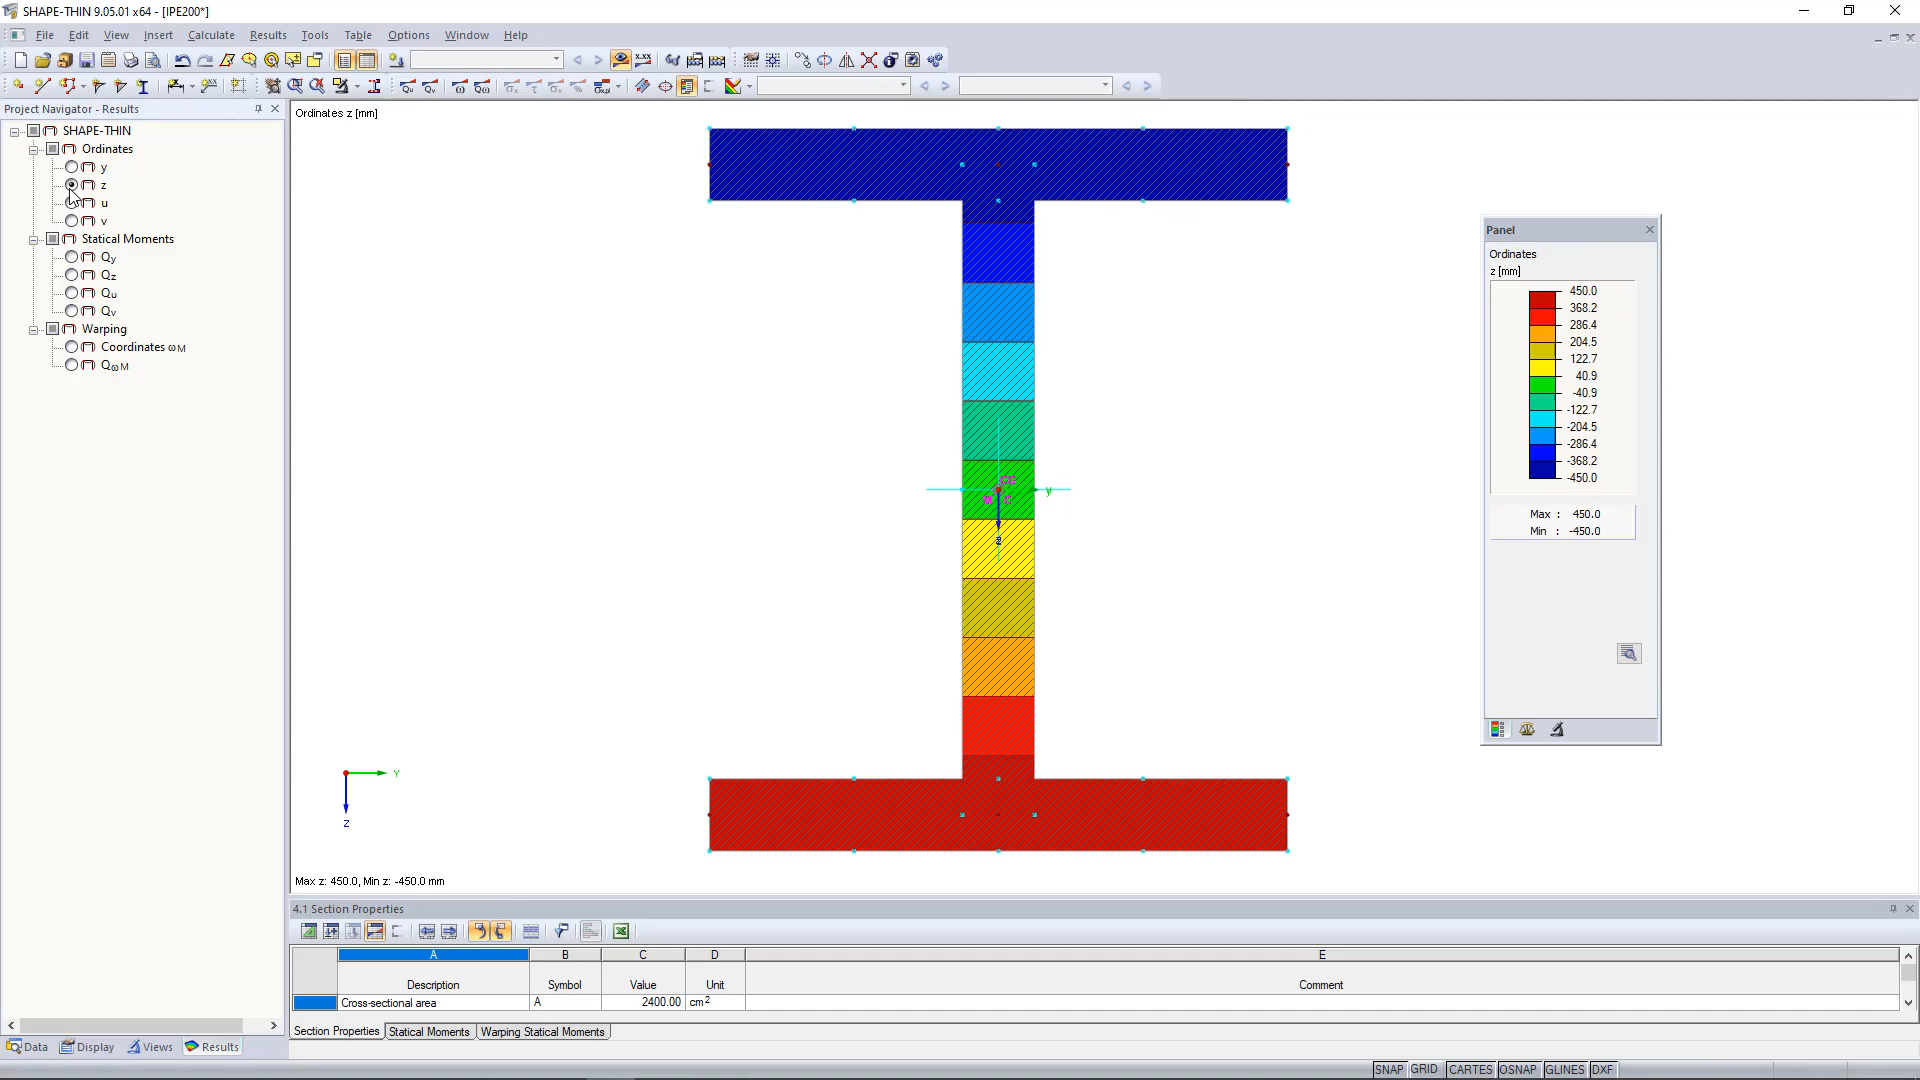 SHAPE-THIN 9.05.01 x64 - [IPE200*]
File Edit View Insert Calculate Results Tools Table Options Window Help
Project Navigator - Results
SHAPE-THIN
Ordinates
y
z
u
v
Statical Moments
Qy
Qz
Qu
Qv
Warping
Coordinates ωM
QωM
Data Display Views Results
Ordinates z [mm]
y
Y
Z
Max z: 450.0, Min z: -450.0 mm
Panel
Ordinates
z [mm]
450.0
368.2
286.4
204.5
122.7
40.9
-40.9
-122.7
-204.5
-286.4
-368.2
-450.0
Max : 450.0
Min : -450.0
4.1 Section Properties
A B C D E
Description Symbol Value Unit Comment
Cross-sectional area A 2400.00 cm2
Section Properties Statical Moments Warping Statical Moments
SNAP GRID CARTES OSNAP GLINES DXF